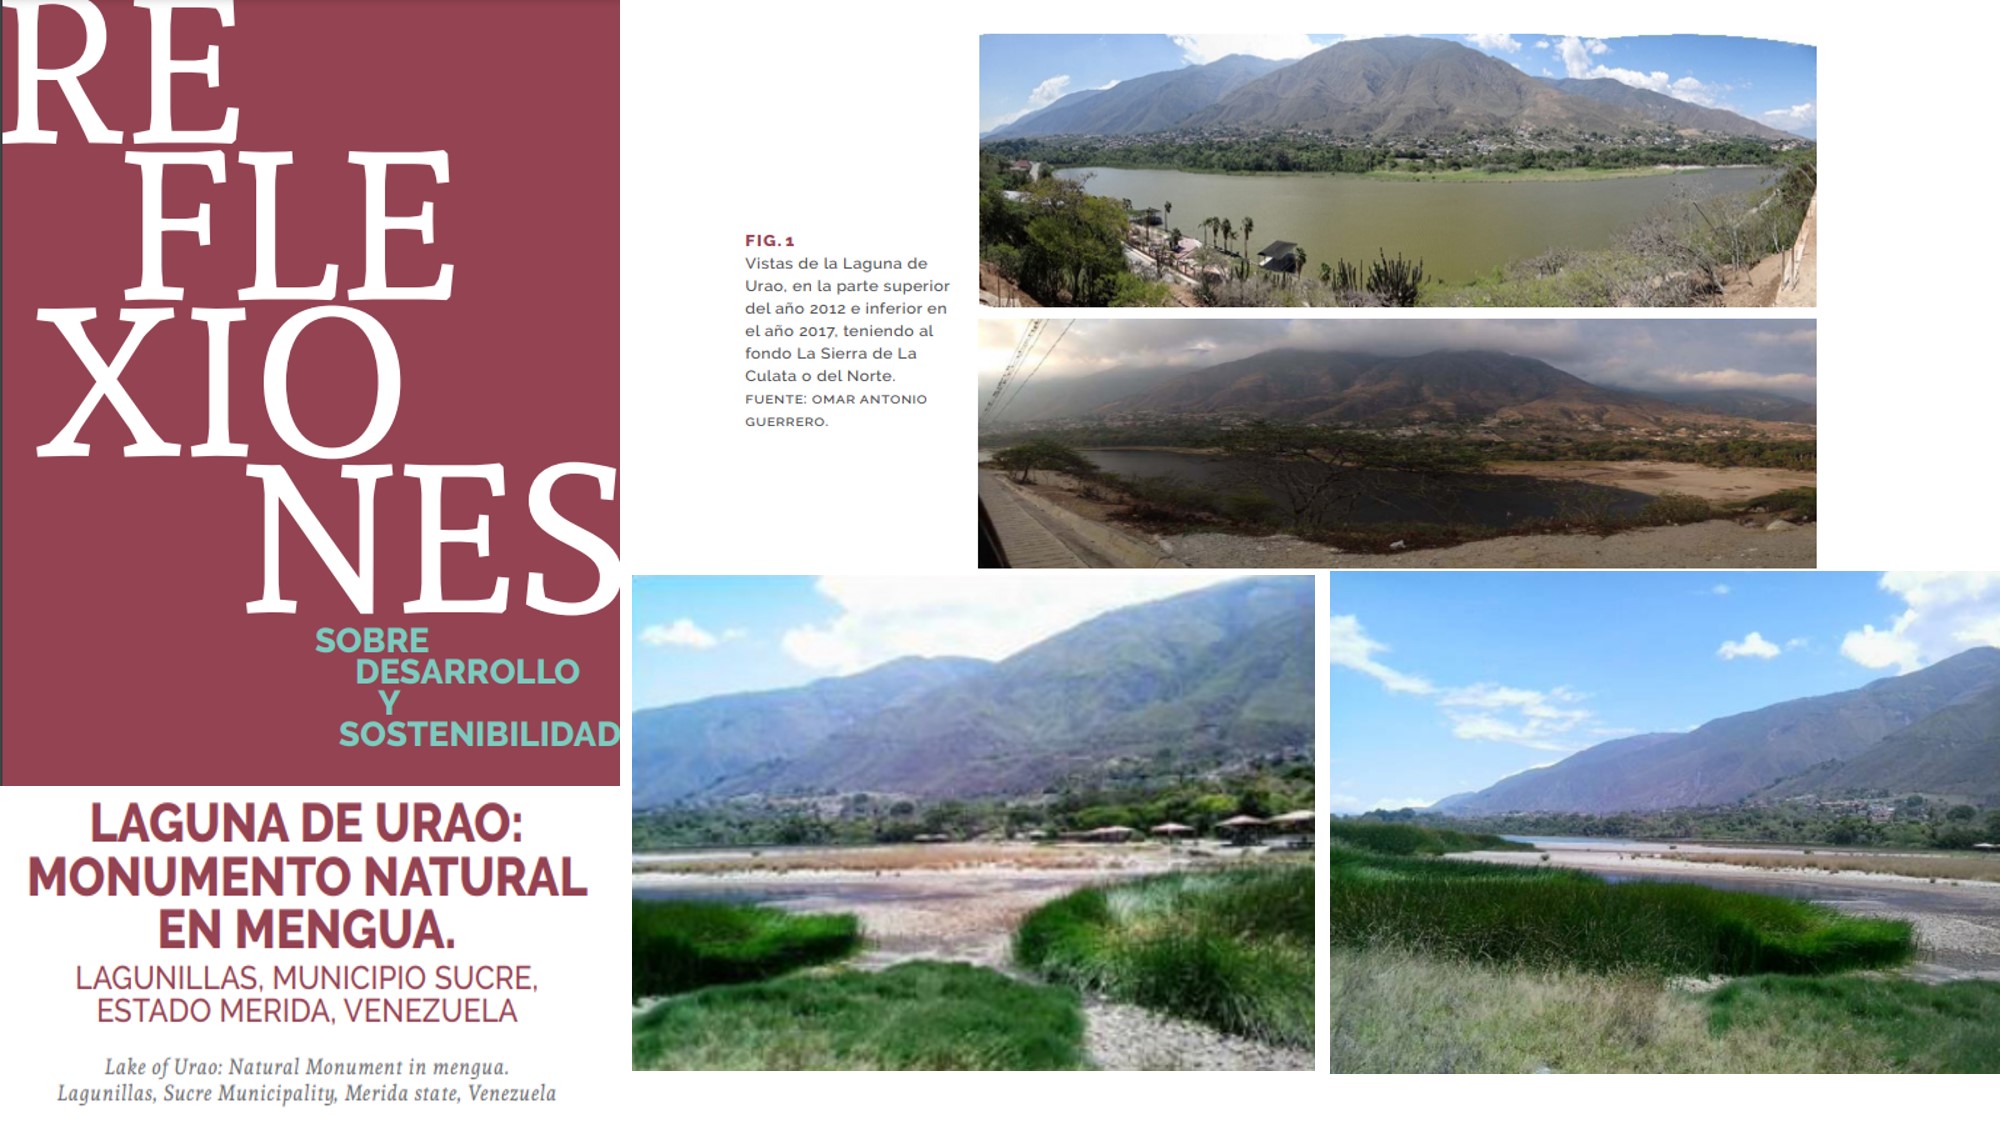 RE
FLE
XIO
NES
SOBRE
DESARROLLO
Y
SOSTENIBILIDAD
LAGUNA DE URAO:
MONUMENTO NATURAL
EN MENGUA.
LAGUNILLAS, MUNICIPIO SUCRE,
ESTADO MERIDA, VENEZUELA
Lake of Urao: Natural Monument in mengua.
Lagunillas, Sucre Municipality, Merida state, Venezuela
FIG. 1
Vistas de la Laguna de
Urao, en la parte superior
del año 2012 e inferior en
el año 2017, teniendo al
fondo La Sierra de La
Culata o del Norte.
FUENTE: OMAR ANTONIO
GUERRERO.